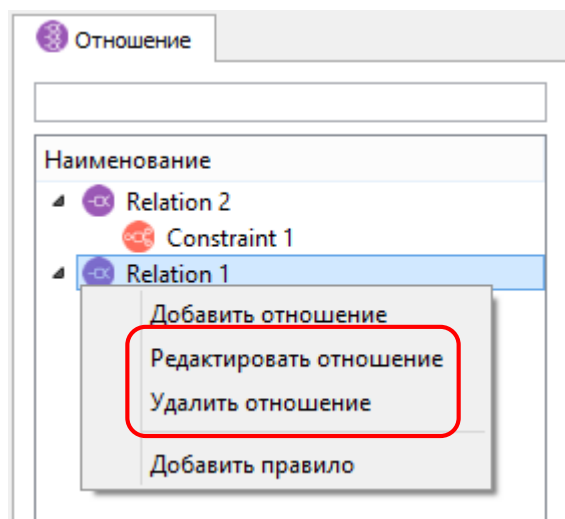 Отношение
Наименование
Relation 2
Constraint 1
Relation 1
Добавить отношение
Редактировать отношение
Удалить отношение
Добавить правило